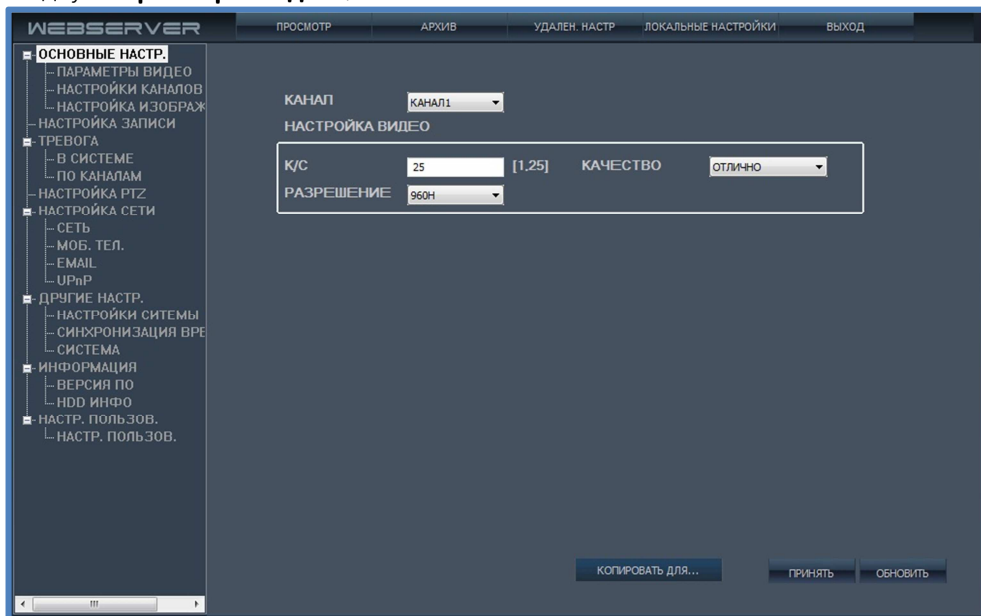 WEBSERVER
ПРОСМОТР АРХИВ УДАЛЕН. НАСТР ЛОКАЛЬНЫЕ НАСТРОЙКИ ВЫХОД
ОСНОВНЫЕ НАСТР.
ПАРАМЕТРЫ ВИДЕО
НАСТРОЙКИ КАНАЛОВ
НАСТРОЙКА ИЗОБРАЖ
НАСТРОЙКА ЗАПИСИ
ТРЕВОГА
В СИСТЕМЕ
ПО КАНАЛАМ
НАСТРОЙКА PTZ
НАСТРОЙКА СЕТИ
СЕТЬ
МОБ. ТЕЛ.
EMAIL
UPnP
ДРУГИЕ НАСТР.
НАСТРОЙКИ СИТЕМЫ
СИНХРОНИЗАЦИЯ ВРЕ
СИСТЕМА
ИНФОРМАЦИЯ
ВЕРСИЯ ПО
HDD ИНФО
НАСТР. ПОЛЬЗОВ.
НАСТР. ПОЛЬЗОВ.
КАНАЛ КАНАЛ1
НАСТРОЙКА ВИДЕО
К/С 25 [1,25] КАЧЕСТВО ОТЛИЧНО
РАЗРЕШЕНИЕ 960H
КОПИРОВАТЬ ДЛЯ... ПРИНЯТЬ ОБНОВИТЬ